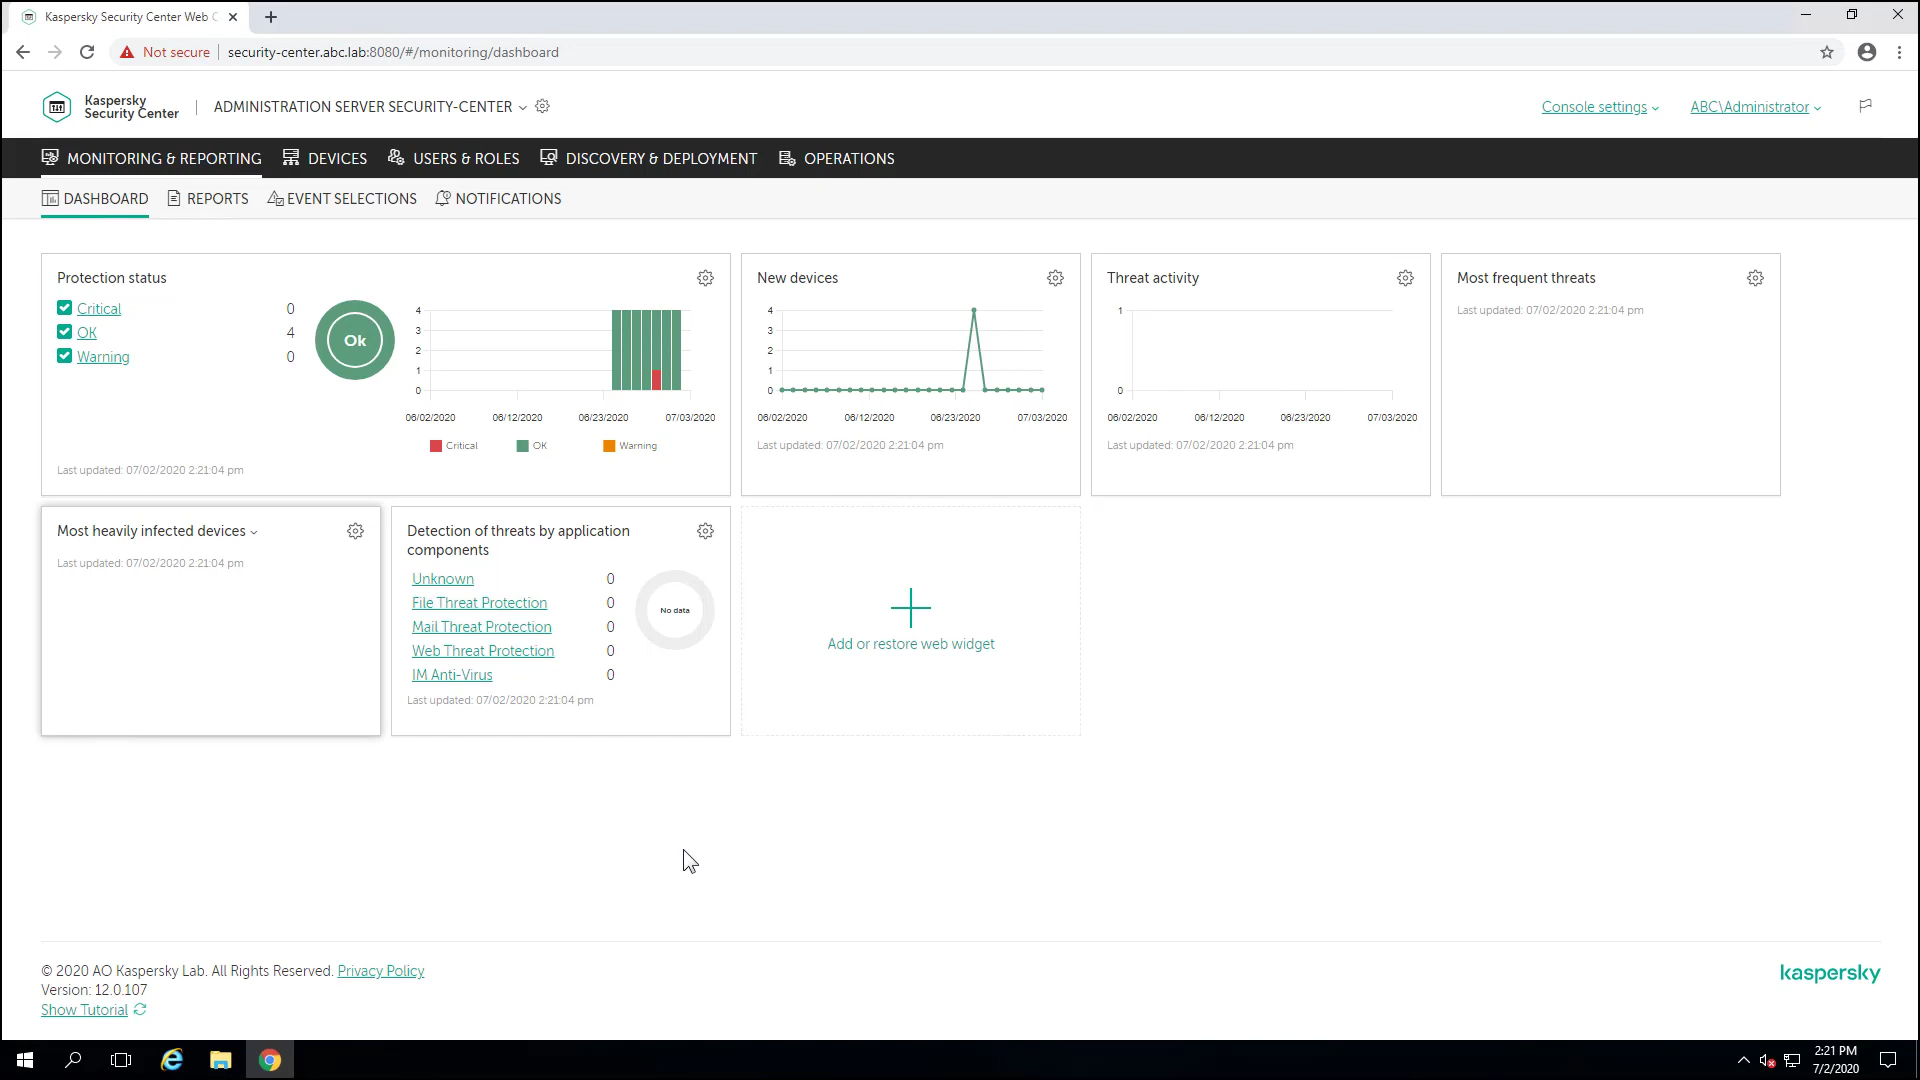 Kaspersky Security Center Web C
Not secure
security-center.abc.lab:8080/#/monitoring/dashboard
Kaspersky
Security Center
ADMINISTRATION SERVER SECURITY-CENTER
Console settings
ABC\Administrator
MONITORING & REPORTING
DEVICES
USERS & ROLES
DISCOVERY & DEPLOYMENT
OPERATIONS
DASHBOARD
REPORTS
EVENT SELECTIONS
NOTIFICATIONS
Protection status
Critical 0
OK 4
Warning 0
Ok
4
3
2
1
0
06/02/2020 06/12/2020 06/23/2020 07/03/2020
Critical OK Warning
Last updated: 07/02/2020 2:21:04 pm
New devices
4
3
2
1
0
06/02/2020 06/12/2020 06/23/2020 07/03/2020
Last updated: 07/02/2020 2:21:04 pm
Threat activity
1
0
06/02/2020 06/12/2020 06/23/2020 07/03/2020
Last updated: 07/02/2020 2:21:04 pm
Most frequent threats
Last updated: 07/02/2020 2:21:04 pm
Most heavily infected devices
Last updated: 07/02/2020 2:21:04 pm
Detection of threats by application
components
Unknown 0
File Threat Protection 0
Mail Threat Protection 0
Web Threat Protection 0
IM Anti-Virus 0
No data
Last updated: 07/02/2020 2:21:04 pm
Add or restore web widget
© 2020 AO Kaspersky Lab. All Rights Reserved. Privacy Policy
Version: 12.0.107
Show Tutorial
kaspersky
2:21 PM
7/2/2020